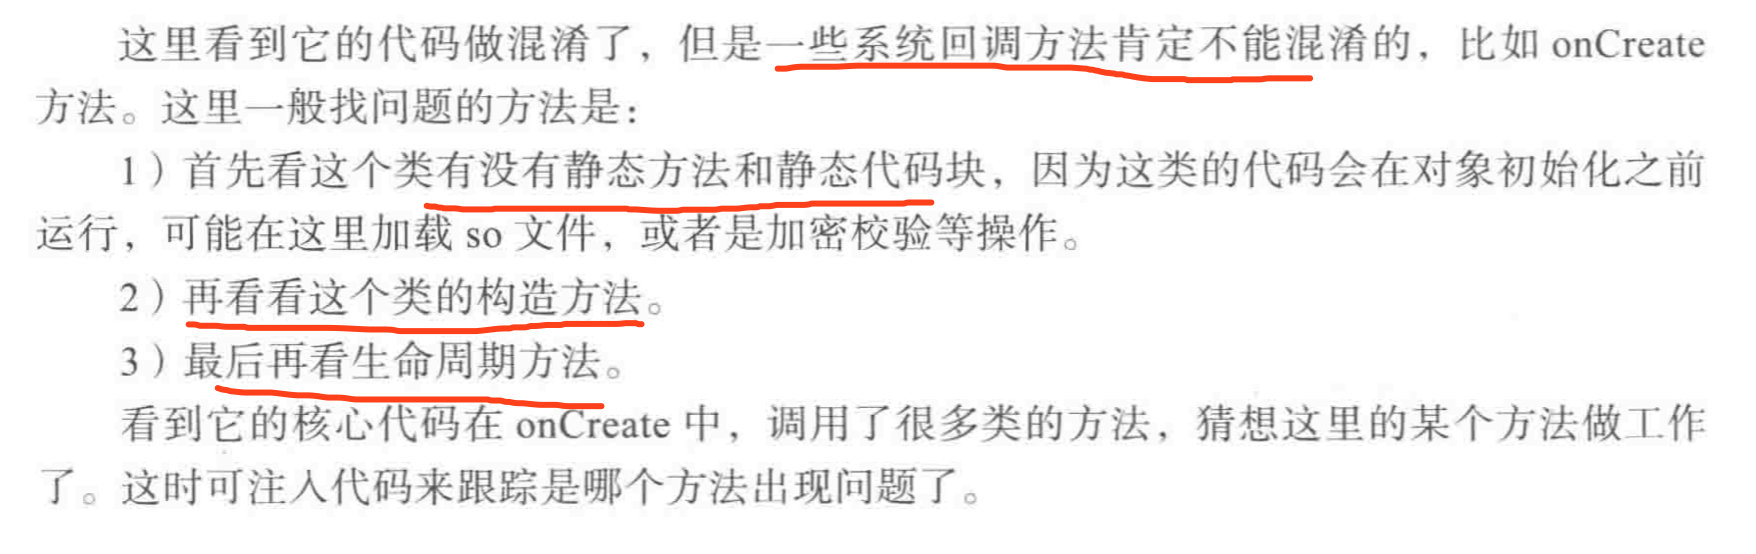 这里看到它的代码做混淆了，但是一些系统回调方法肯定不能混淆的，比如 onCreate
方法。这里一般找问题的方法是：
1）首先看这个类有没有静态方法和静态代码块，因为这类的代码会在对象初始化之前
运行，可能在这里加载 so 文件，或者是加密校验等操作。
2）再看看这个类的构造方法。
3）最后再看生命周期方法。
看到它的核心代码在 onCreate 中，调用了很多类的方法，猜想这里的某个方法做工作
了。这时可注入代码来跟踪是哪个方法出现问题了。